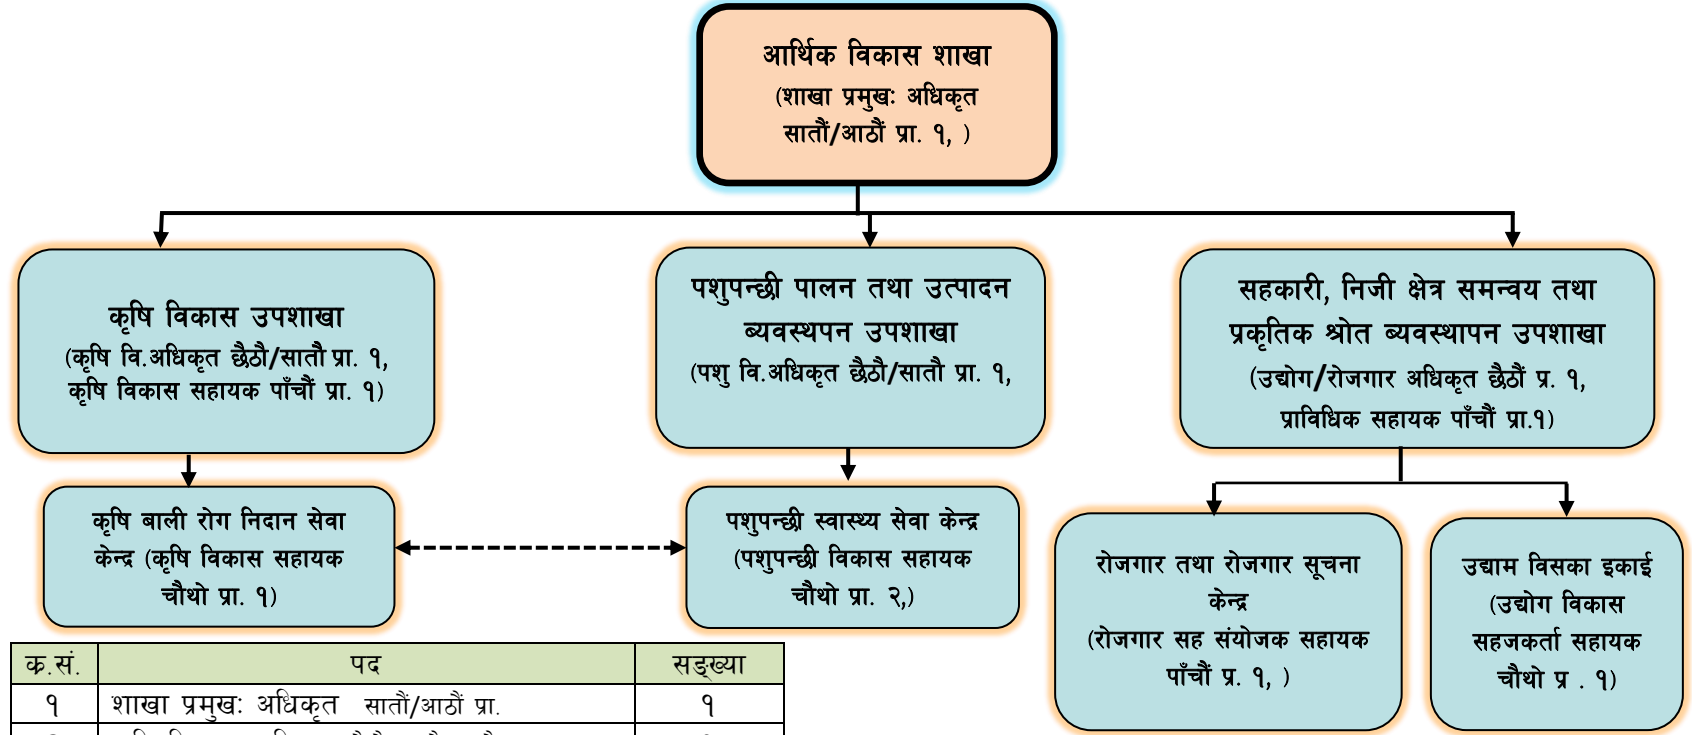 आर्थिक विकास शाखा
(शाखा प्रमुखः अधिकृत
सातौं/आठौं प्रा. १, )
कृषि विकास उपशाखा
(कृषि वि.अधिकृत छैठौ/सातौ प्रा. १,
कृषि विकास सहायक पाँचौं प्रा. १)
पशुपन्छी पालन तथा उत्पादन
ब्यवस्थपन उपशाखा
(पशु वि.अधिकृत छैठौ/सातौ प्रा. १,
सहकारी, निजी क्षेत्र समन्वय तथा
प्रकृतिक श्रोत ब्यवस्थापन उपशाखा
(उद्योग/रोजगार अधिकृत छैठौं प्र. १,
प्राविधिक सहायक पाँचौं प्रा.१)
कृषि बाली रोग निदान सेवा
केन्द्र (कृषि विकास सहायक
चौथो प्रा. १)
पशुपन्छी स्वास्थ्य सेवा केन्द्र
(पशुपन्छी विकास सहायक
चौथो प्रा. २,)
रोजगार तथा रोजगार सूचना
केन्द्र
(रोजगार सह संयोजक सहायक
पाँचौं प्र. १, )
उद्याम विसका इकाई
(उद्योग विकास
सहजकर्ता सहायक
चौथो प्र . १)
क्र.सं. पद सङ्ख्या
१ शाखा प्रमुखः अधिकृत सातौं/आठौं प्रा. १